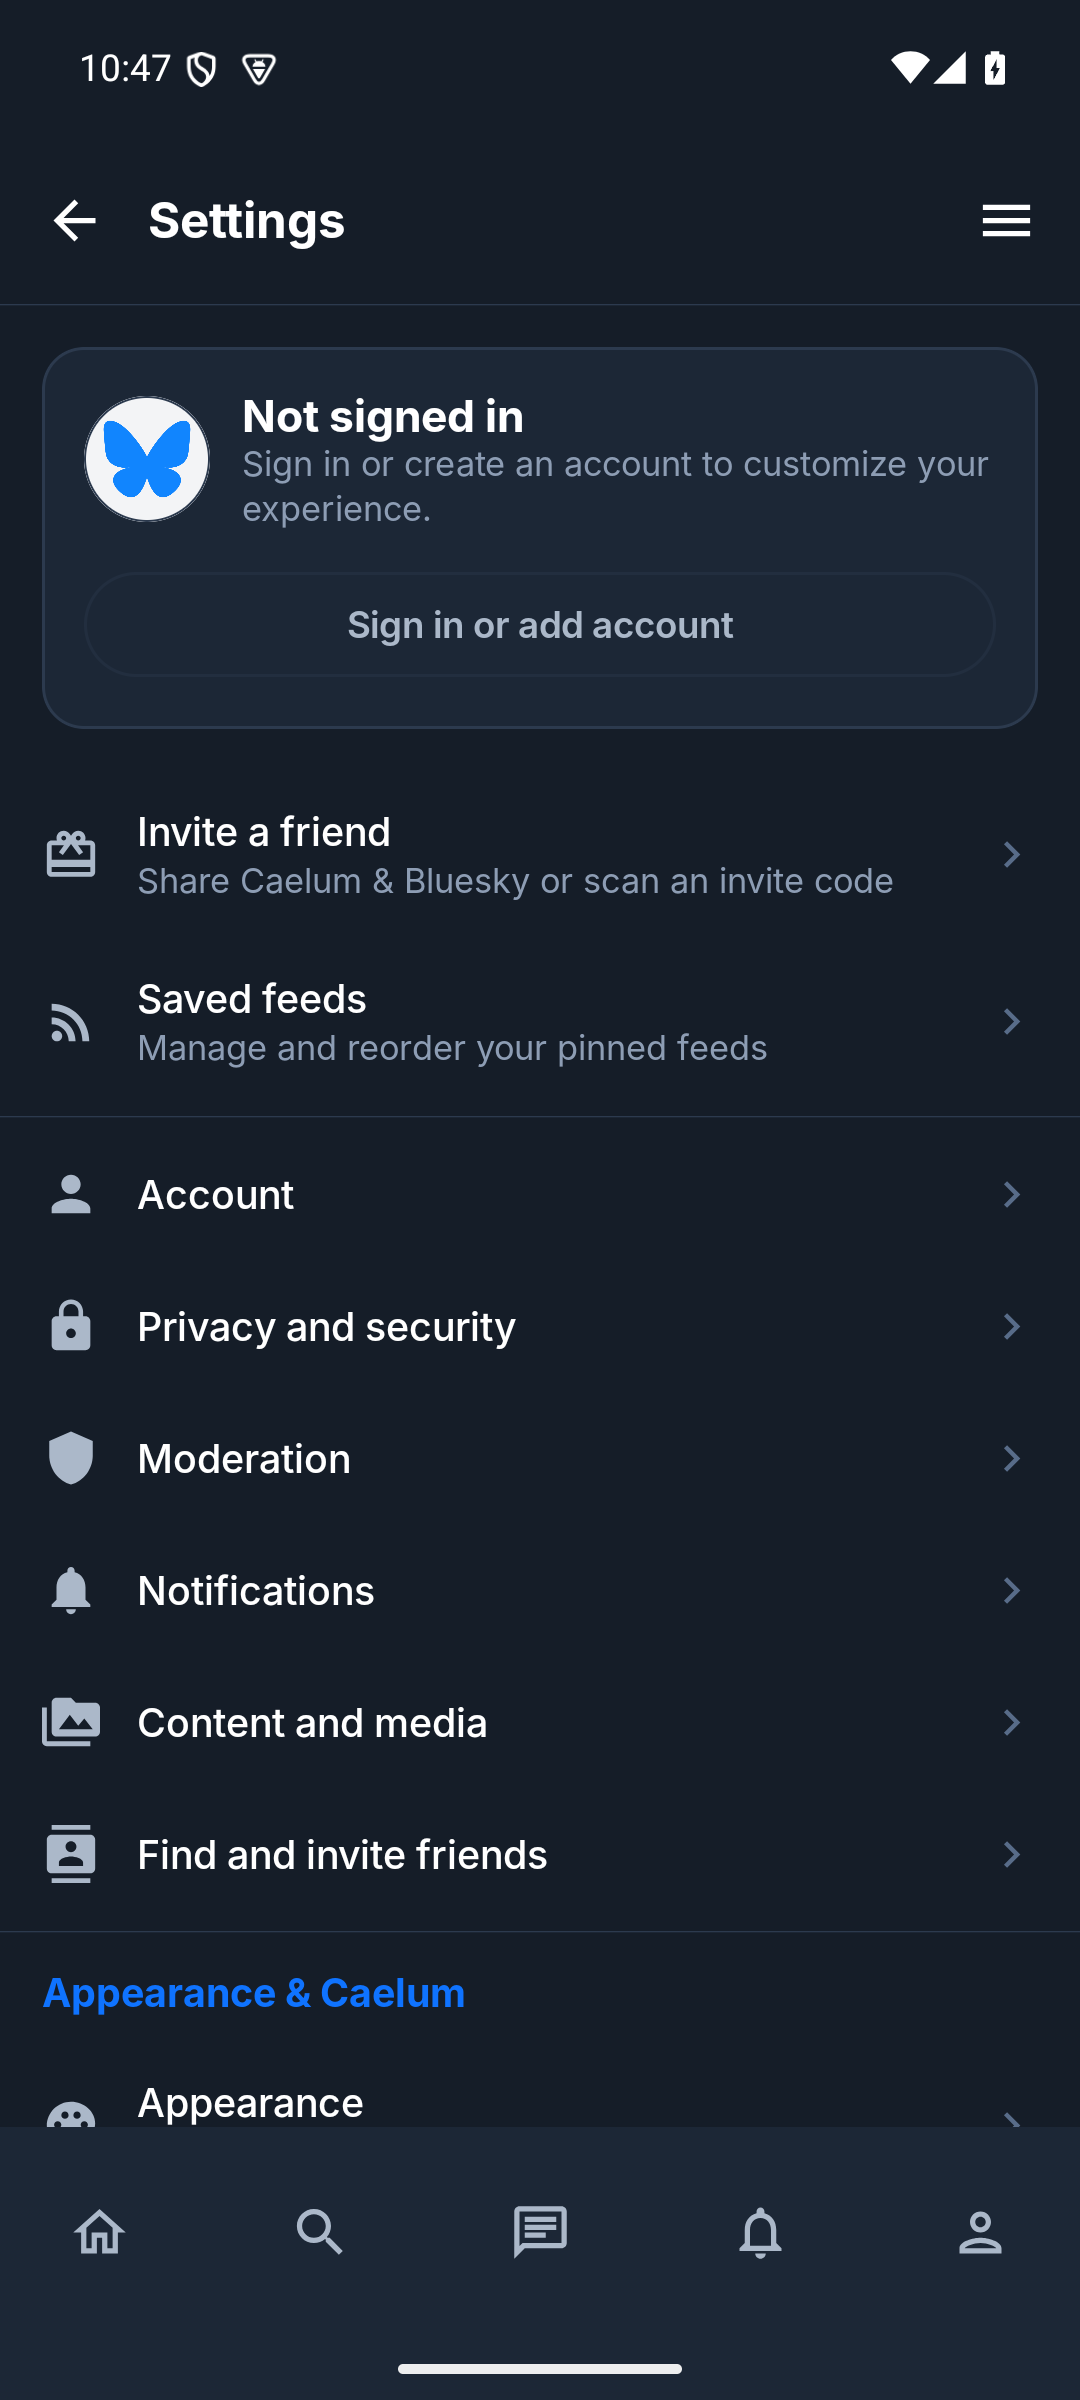 10:47
Settings
Not signed in
Sign in or create an account to customize your
experience.
Sign in or add account
Invite a friend
Share Caelum & Bluesky or scan an invite code
Saved feeds
Manage and reorder your pinned feeds
Account
Privacy and security
Moderation
Notifications
Content and media
Find and invite friends
Appearance & Caelum
Appearance